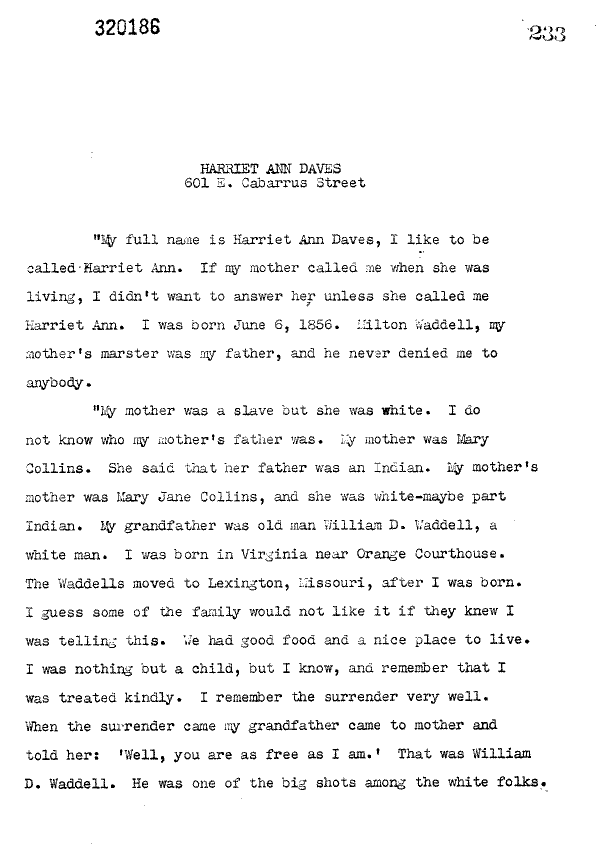 320186
233
HARRIET ANN DAVES
601 E. Cabarrus Street
"My full name is Harriet Ann Daves, I like to be
called Harriet Ann. If my mother called me when she was
living, I didn't want to answer her unless she called me
Harriet Ann. I was born June 6, 1856. Milton Waddell, my
mother's marster was my father, and he never denied me to
anybody.
"My mother was a slave but she was white. I do
not know who my mother's father was. My mother was Mary
Collins. She said that her father was an Indian. My mother's
mother was Mary Jane Collins, and she was white-maybe part
Indian. My grandfather was old man William D. Waddell, a
white man. I was born in Virginia near Orange Courthouse.
The Waddells moved to Lexington, Missouri, after I was born.
I guess some of the family would not like it if they knew I
was telling this. We had good food and a nice place to live.
I was nothing but a child, but I know, and remember that I
was treated kindly. I remember the surrender very well.
When the surrender came my grandfather came to mother and
told her: 'Well, you are as free as I am.' That was William
D. Waddell. He was one of the big shots among the white folks.